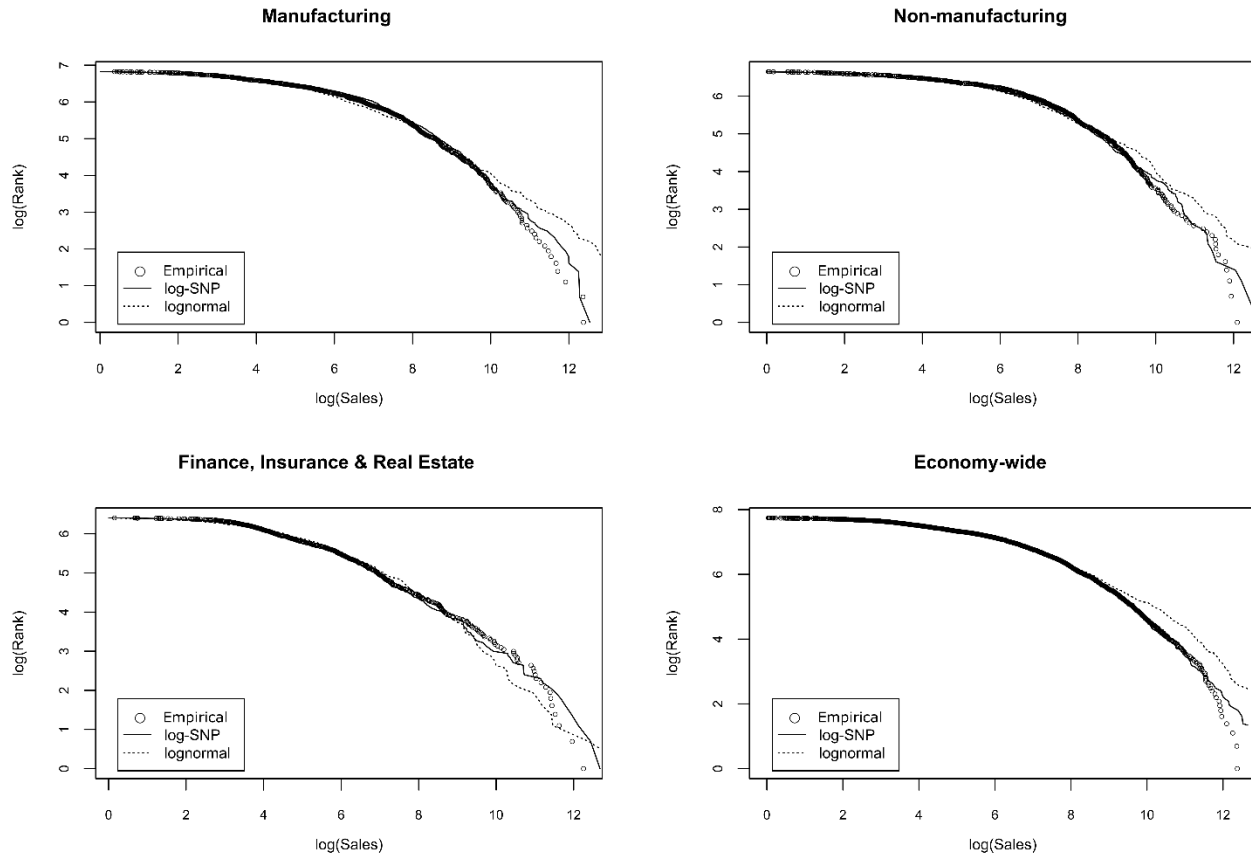 Manufacturing
log(Rank)
7
6
5
4
3
2
1
0
Empirical
log-SNP
lognormal
0 2 4 6 8 10 12
log(Sales)
Non-manufacturing
log(Rank)
6
5
4
3
2
1
0
Empirical
log-SNP
lognormal
0 2 4 6 8 10 12
log(Sales)
Finance, Insurance & Real Estate
log(Rank)
6
5
4
3
2
1
0
Empirical
log-SNP
lognormal
0 2 4 6 8 10 12
log(Sales)
Economy-wide
log(Rank)
8
6
4
2
0
Empirical
log-SNP
lognormal
0 2 4 6 8 10 12
log(Sales)